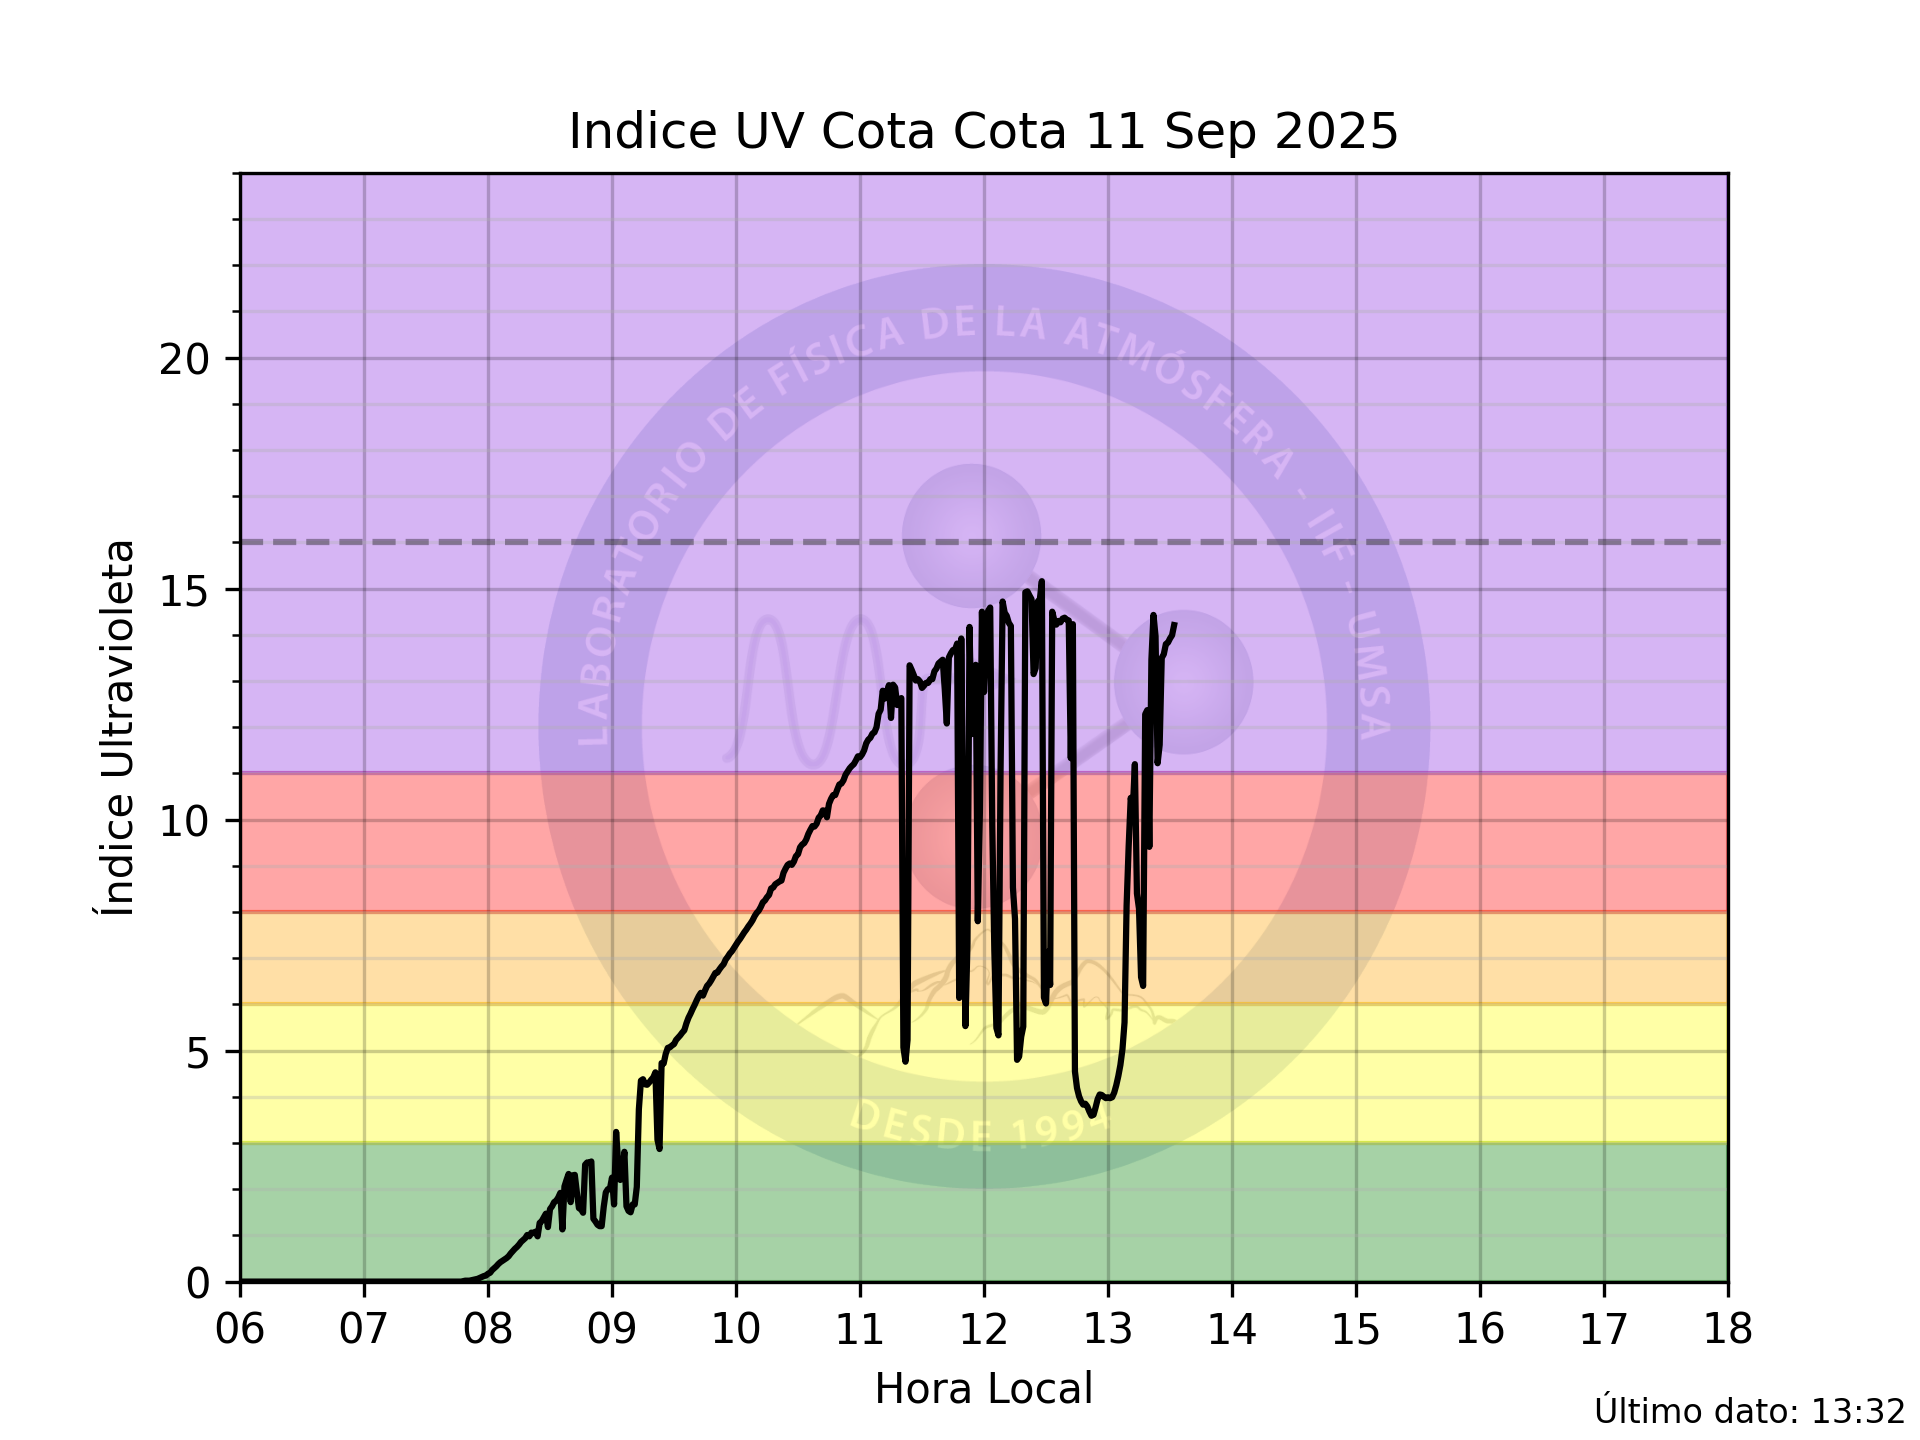 Indice UV Cota Cota 11 Sep 2025
LABORATORIO DE FÍSICA DE LA ATMÓSFERA - IIF - UMSA
20
15
10
5
0
Índice Ultravioleta
DESDE 1994
06 07 08 09 10 11 12 13 14 15 16 17 18
Hora Local
Último dato: 13:32